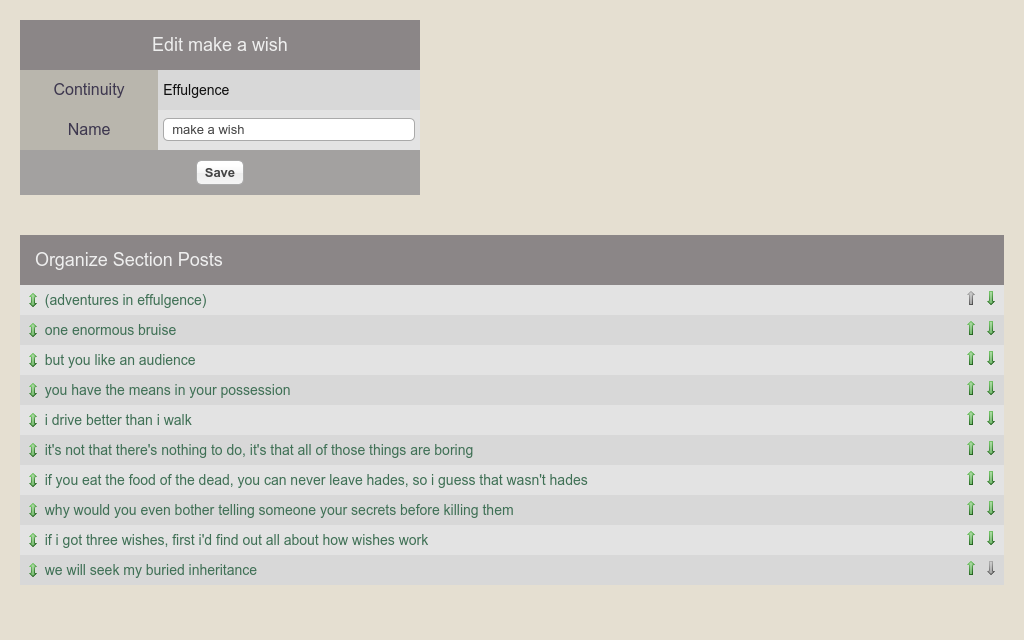 Edit make a wish
Continuity Effulgence
Name make a wish
Save
Organize Section Posts
(adventures in effulgence)
one enormous bruise
but you like an audience
you have the means in your possession
i drive better than i walk
it's not that there's nothing to do, it's that all of those things are boring
if you eat the food of the dead, you can never leave hades, so i guess that wasn't hades
why would you even bother telling someone your secrets before killing them
if i got three wishes, first i'd find out all about how wishes work
we will seek my buried inheritance